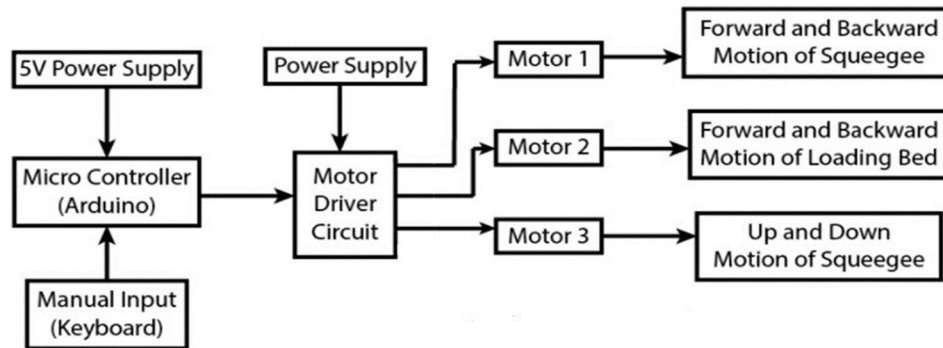 5V Power Supply
Micro Controller
(Arduino)
Manual Input
(Keyboard)
Power Supply
Motor
Driver
Circuit
Motor 1
Forward and Backward
Motion of Squeegee
Motor 2
Forward and Backward
Motion of Loading Bed
Motor 3
Up and Down
Motion of Squeegee